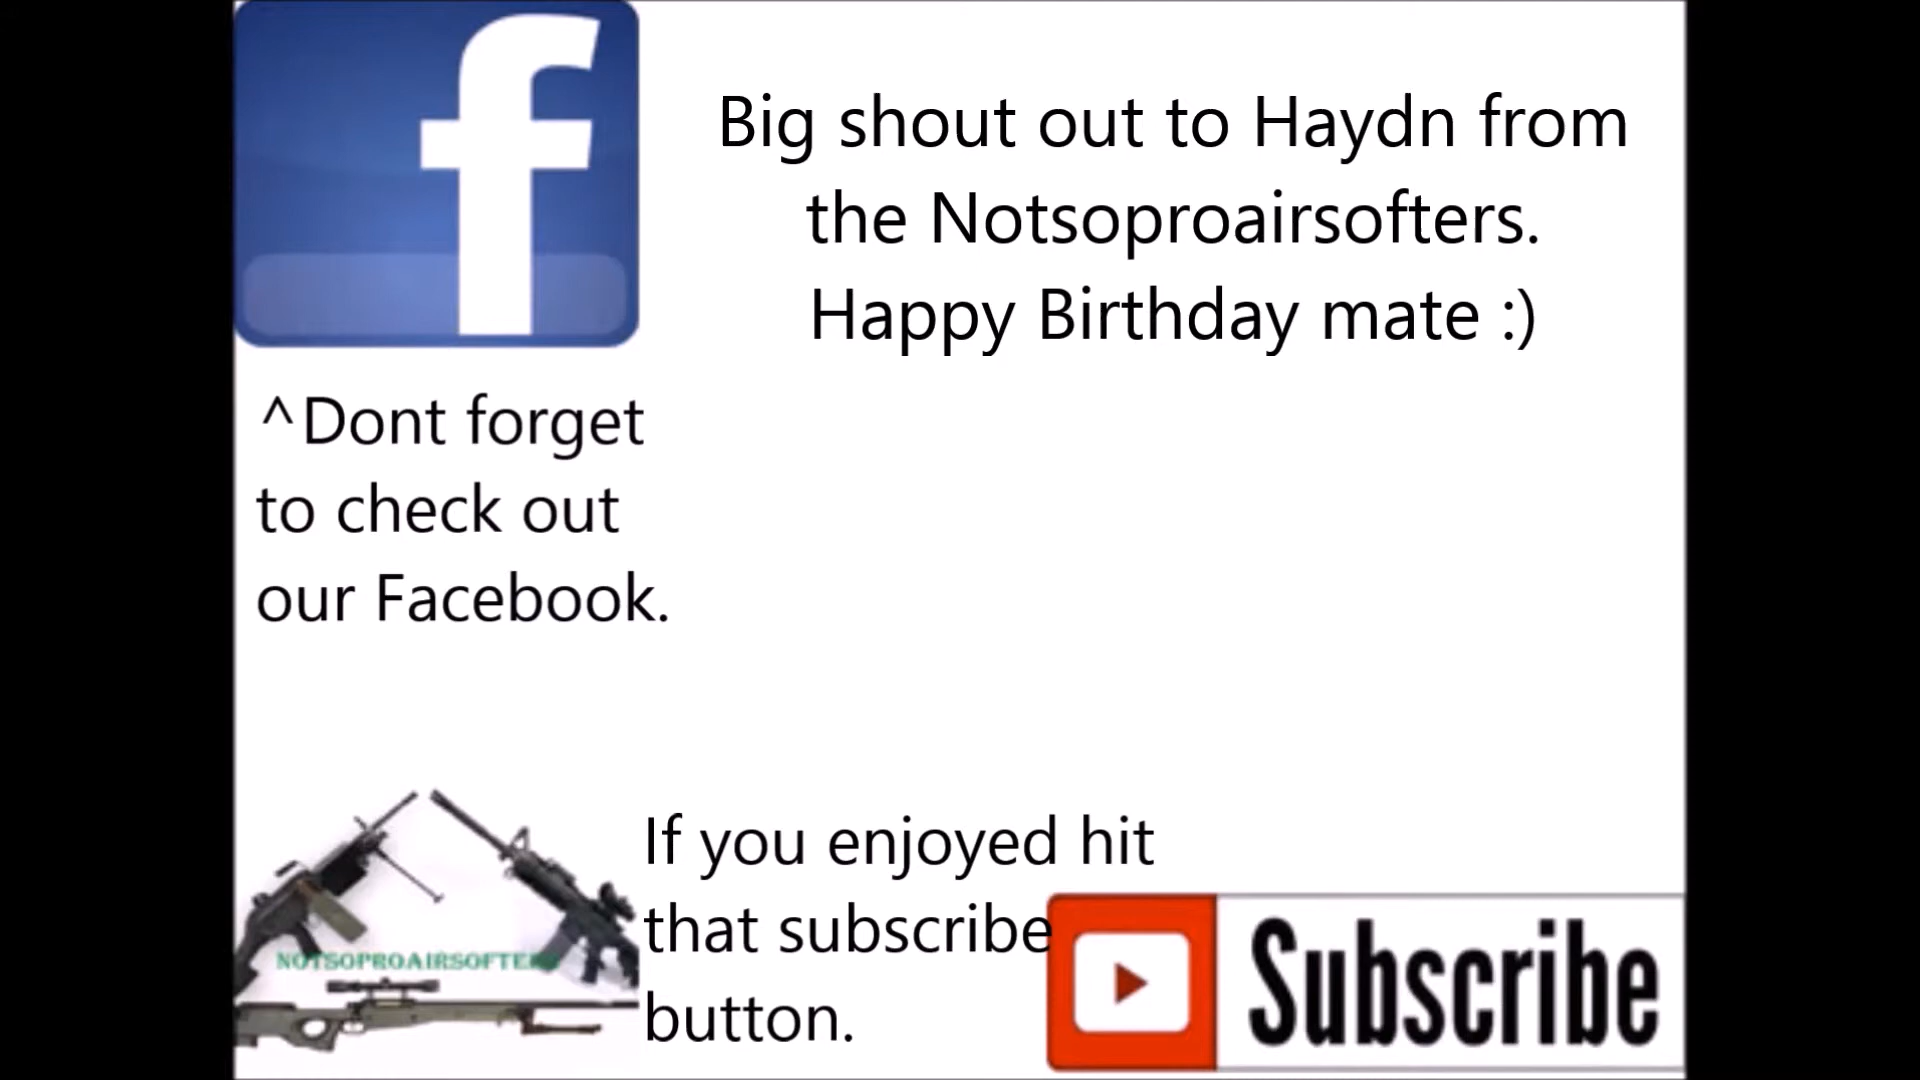 f
Big shout out to Haydn from
the Notsoproairsofters.
Happy Birthday mate :)
^Dont forget
to check out
our Facebook.
NOTSOPROAIRSOFTERS
If you enjoyed hit
that subscribe
button.
Subscribe